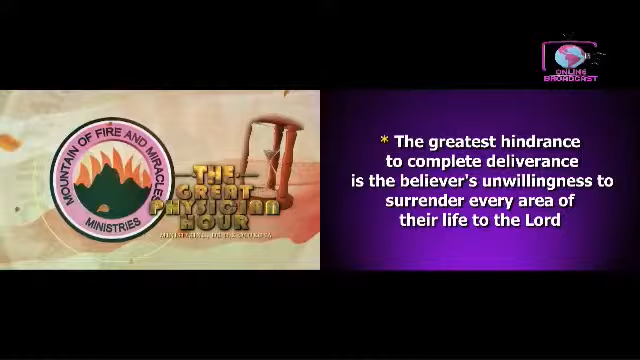 ONLINE
BROADCAST
MOUNTAIN OF FIRE AND MIRACLES
MINISTRIES
THE
GREAT
PHYSICIAN
HOUR
* The greatest hindrance
to complete deliverance
is the believer's unwillingness to
surrender every area of
their life to the Lord